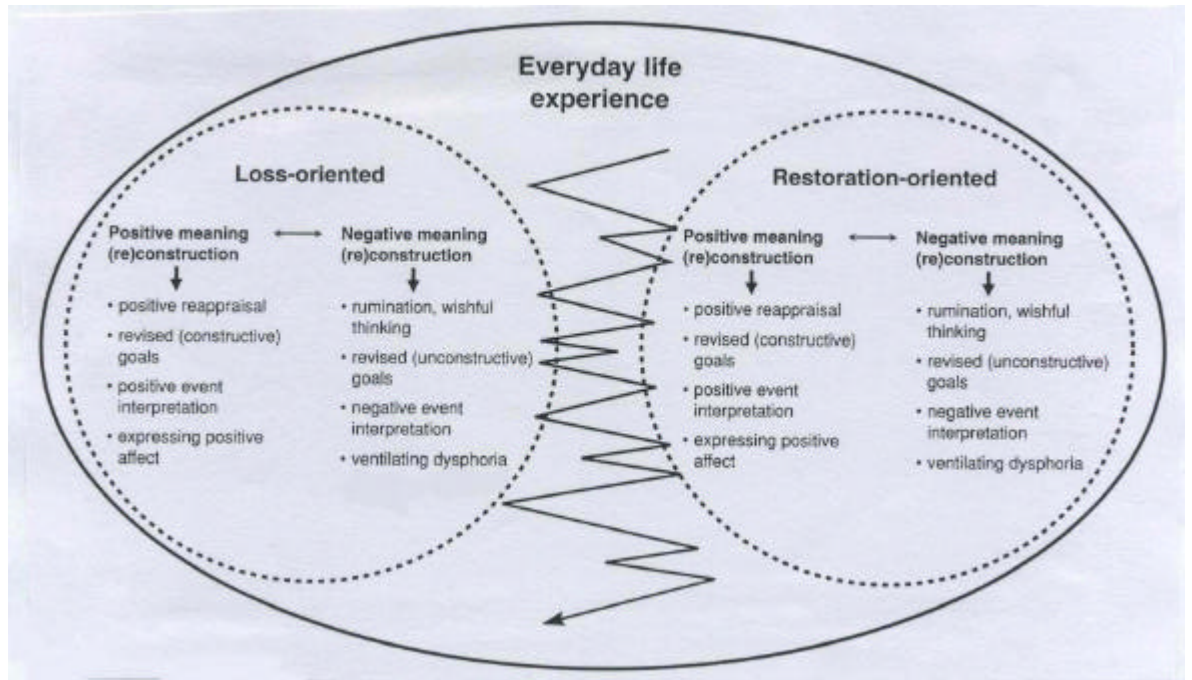 Everyday life
experience
Loss-oriented
Positive meaning
(re)construction
• positive reappraisal
• revised (constructive)
goals
• positive event
interpretation
• expressing positive
affect
Negative meaning
(re)construction
• rumination, wishful
thinking
• revised (unconstructive)
goals
• negative event
interpretation
• ventilating dysphoria
Restoration-oriented
Positive meaning
(re)construction
• positive reappraisal
• revised (constructive)
goals
• positive event
interpretation
• expressing positive
affect
Negative meaning
(re)construction
• rumination, wishful
thinking
• revised (unconstructive)
goals
• negative event
interpretation
• ventilating dysphoria